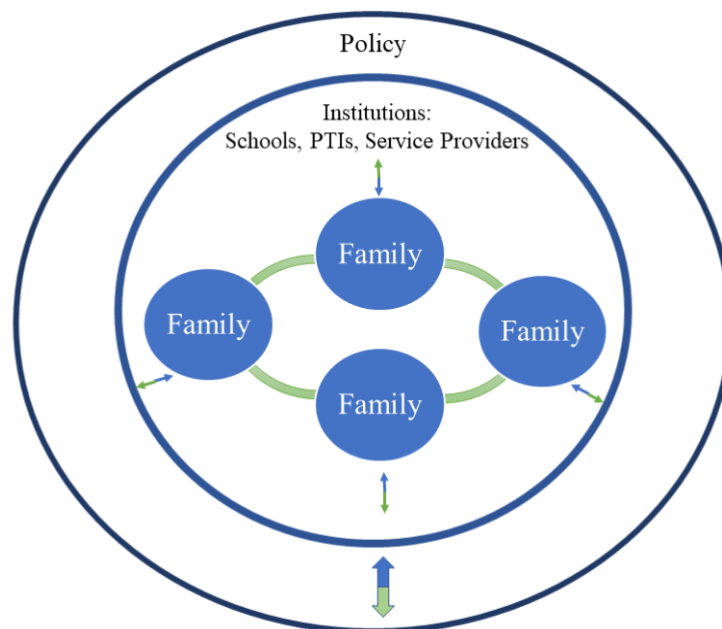 Policy
Institutions:
Schools, PTIs, Service Providers
Family
Family
Family
Family